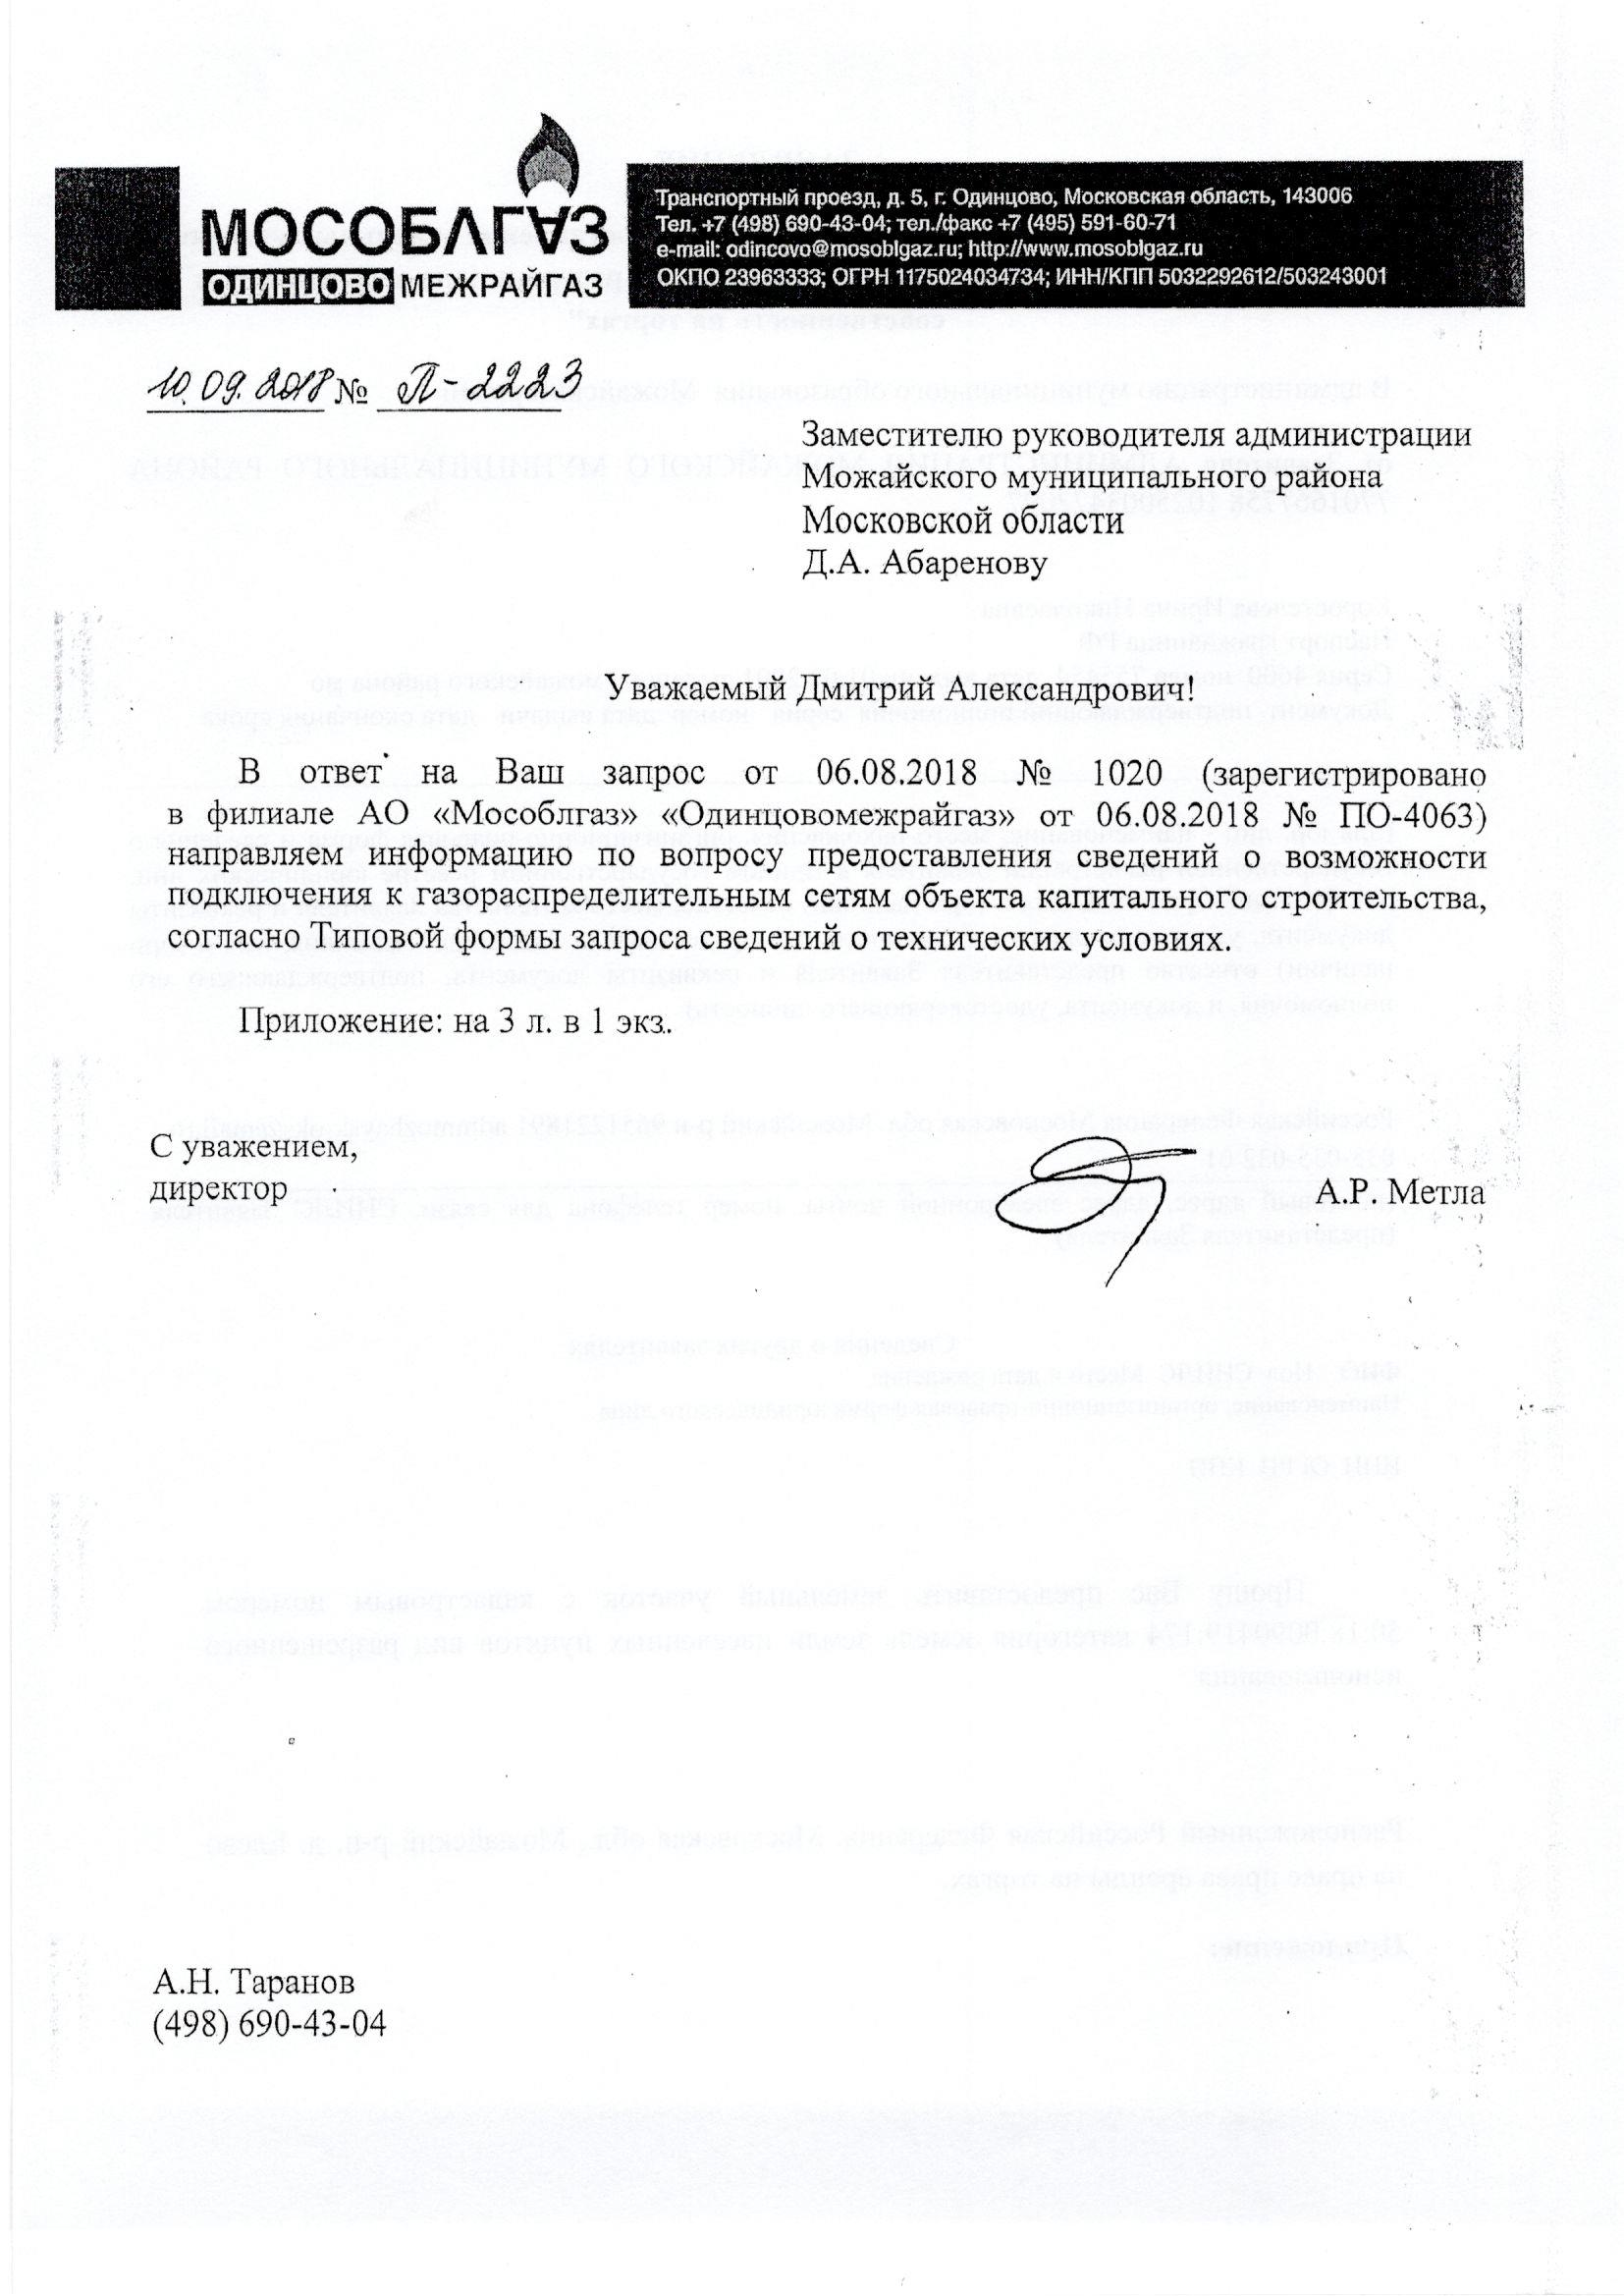 МОСОБЛГАЗ
ОДИНЦОВО МЕЖРАЙГАЗ
Транспортный проезд, д. 5, г. Одинцово, Московская область, 143006
Тел. +7 (498) 690-43-04; тел./факс +7 (495) 591-60-71
e-mail: odincovo@mosoblgaz.ru; http://www.mosoblgaz.ru
ОКПО 23963333; ОГРН 1175024034734; ИНН/КПП 5032292612/503243001
10.09.2018 № П-2223
Заместителю руководителя администрации
Можайского муниципального района
Московской области
Д.А. Абаренову
Уважаемый Дмитрий Александрович!
В ответ на Ваш запрос от 06.08.2018 № 1020 (зарегистрировано
в филиале АО «Мособлгаз» «Одинцовомежрайгаз» от 06.08.2018 № ПО-4063)
направляем информацию по вопросу предоставления сведений о возможности
подключения к газораспределительным сетям объекта капитального строительства,
согласно Типовой формы запроса сведений о технических условиях.
Приложение: на 3 л. в 1 экз.
С уважением,
директор А.Р. Метла
А.Н. Таранов
(498) 690-43-04